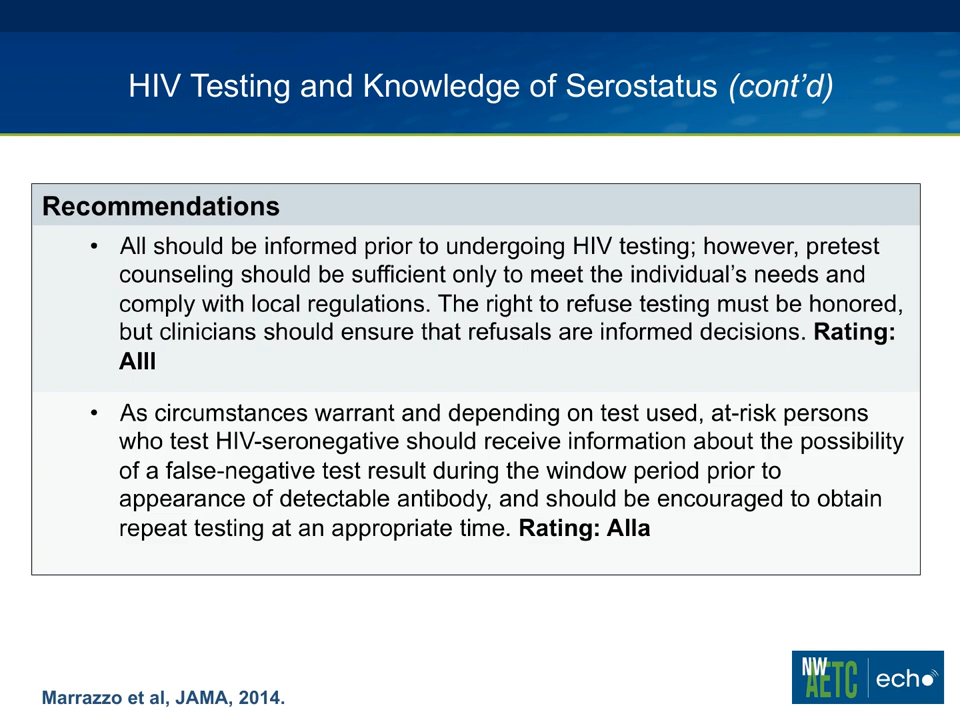 HIV Testing and Knowledge of Serostatus (cont’d)
Recommendations
• All should be informed prior to undergoing HIV testing; however, pretest
counseling should be sufficient only to meet the individual’s needs and
comply with local regulations. The right to refuse testing must be honored,
but clinicians should ensure that refusals are informed decisions. Rating:
AIII
• As circumstances warrant and depending on test used, at-risk persons
who test HIV-seronegative should receive information about the possibility
of a false-negative test result during the window period prior to
appearance of detectable antibody, and should be encouraged to obtain
repeat testing at an appropriate time. Rating: AIIa
NW
AETC echo
Marrazzo et al, JAMA, 2014.